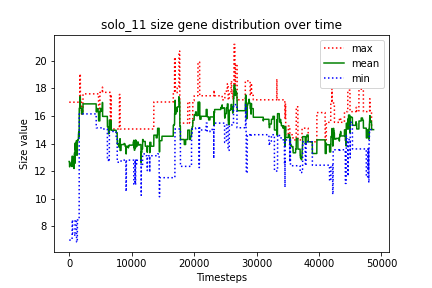 solo_11 size gene distribution over time
Size value
20
18
16
14
12
10
8
max
mean
min
0
10000
20000
30000
40000
50000
Timesteps